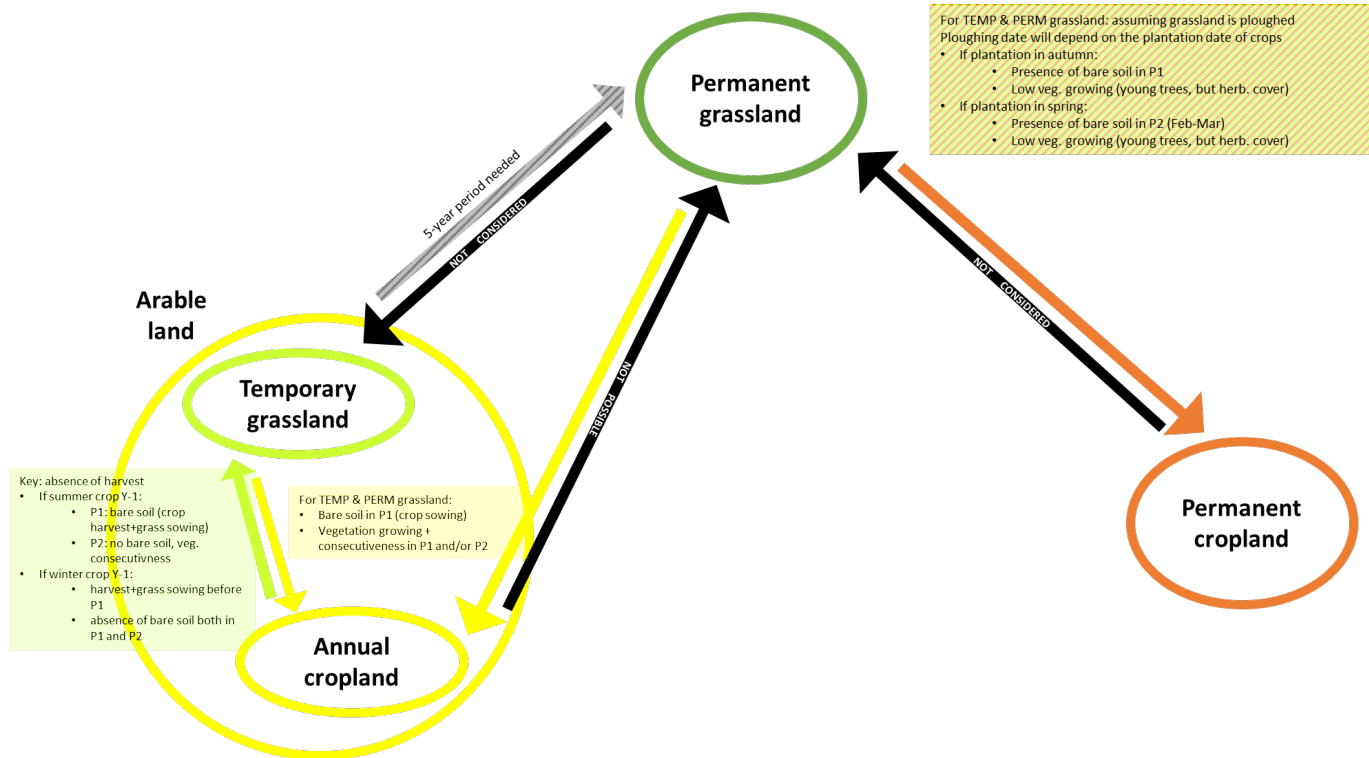 For TEMP & PERM grassland: assuming grassland is ploughed
Ploughing date will depend on the plantation date of crops
• If plantation in autumn:
• Presence of bare soil in P1
• Low veg. growing (young trees, but herb. cover)
• If plantation in spring:
• Presence of bare soil in P2 (Feb-Mar)
• Low veg. growing (young trees, but herb. cover)
Permanent
grassland
5-year period needed
NOT CONSIDERED
NOT CONSIDERED
NOT POSSIBLE
Arable
land
Temporary
grassland
Key: absence of harvest
• If summer crop Y-1:
• P1: bare soil (crop
harvest+grass sowing)
• P2: no bare soil, veg.
consecutivness
• If winter crop Y-1:
• harvest+grass sowing before
P1
• absence of bare soil both in
P1 and P2
For TEMP & PERM grassland:
• Bare soil in P1 (crop sowing)
• Vegetation growing +
consecutiveness in P1 and/or P2
Annual
cropland
Permanent
cropland